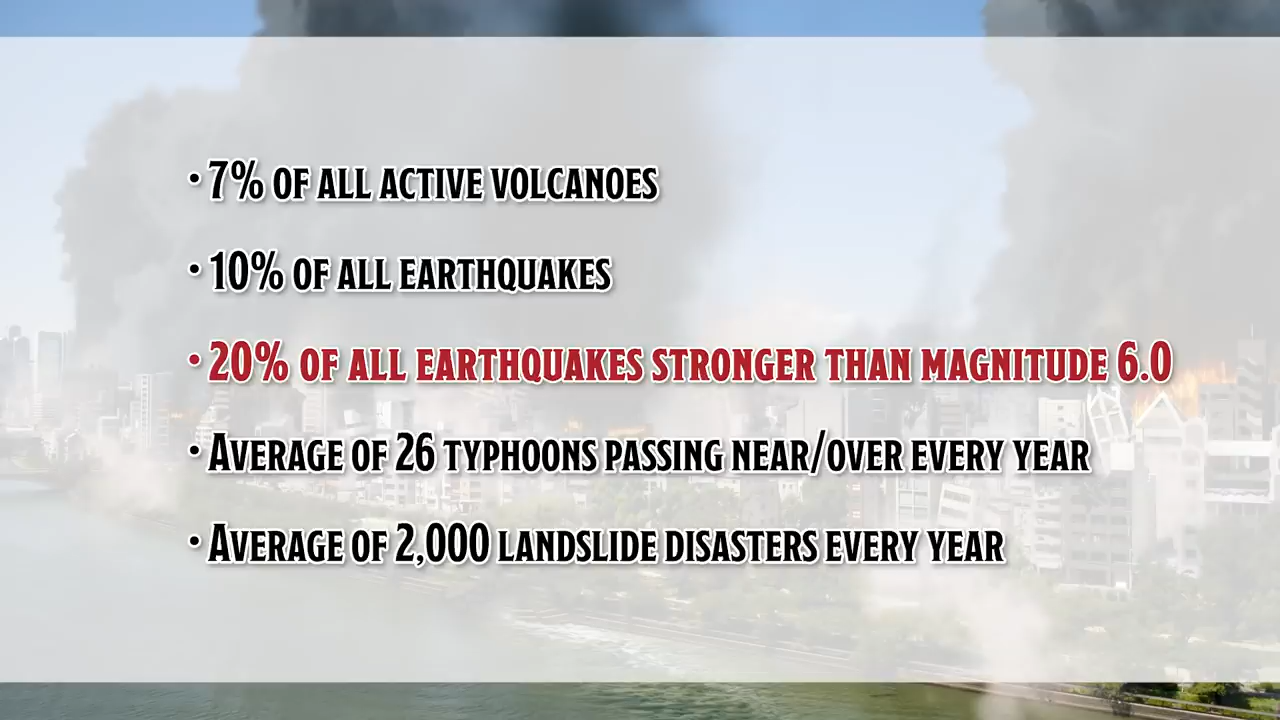 • 7% OF ALL ACTIVE VOLCANOES
• 10% OF ALL EARTHQUAKES
• 20% OF ALL EARTHQUAKES STRONGER THAN MAGNITUDE 6.0
• AVERAGE OF 26 TYPHOONS PASSING NEAR/OVER EVERY YEAR
• AVERAGE OF 2,000 LANDSLIDE DISASTERS EVERY YEAR